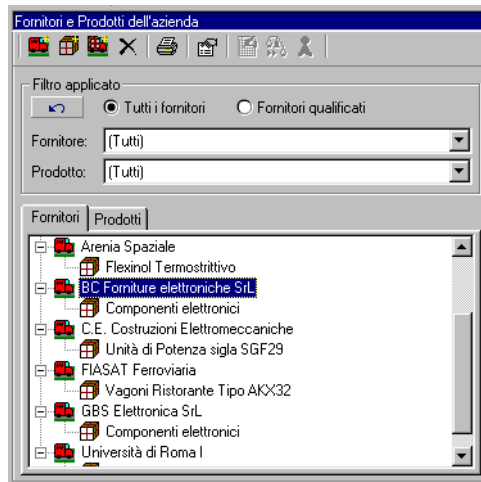 Fornitori e Prodotti dell'azienda
Filtro applicato
Tutti i fornitori Fornitori qualificati
Fornitore: (Tutti)
Prodotto: (Tutti)
Fornitori Prodotti
Arenia Spaziale
Flexinol Termostrittivo
BC Forniture elettroniche SrL
Componenti elettronici
C.E. Costruzioni Elettromeccaniche
Unità di Potenza sigla SGF29
FIASAT Ferroviaria
Vagoni Ristorante Tipo AKX32
GBS Elettronica SrL
Componenti elettronici
Università di Roma I